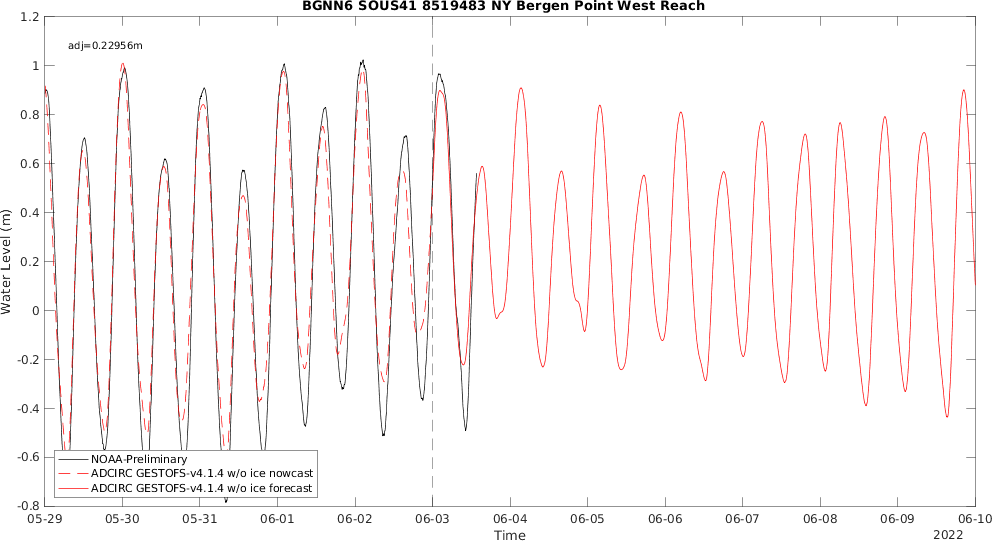 BGNN6 SOUS41 8519483 NY Bergen Point West Reach
1.2
1
0.8
0.6
0.4
0.2
0
-0.2
-0.4
-0.6
-0.8
Water Level (m)
adj=0.22956m
NOAA-Preliminary
ADCIRC GESTOFS-v4.1.4 w/o ice nowcast
ADCIRC GESTOFS-v4.1.4 w/o ice forecast
05-29 05-30 05-31 06-01 06-02 06-03 06-04 06-05 06-06 06-07 06-08 06-09 06-10
Time
2022